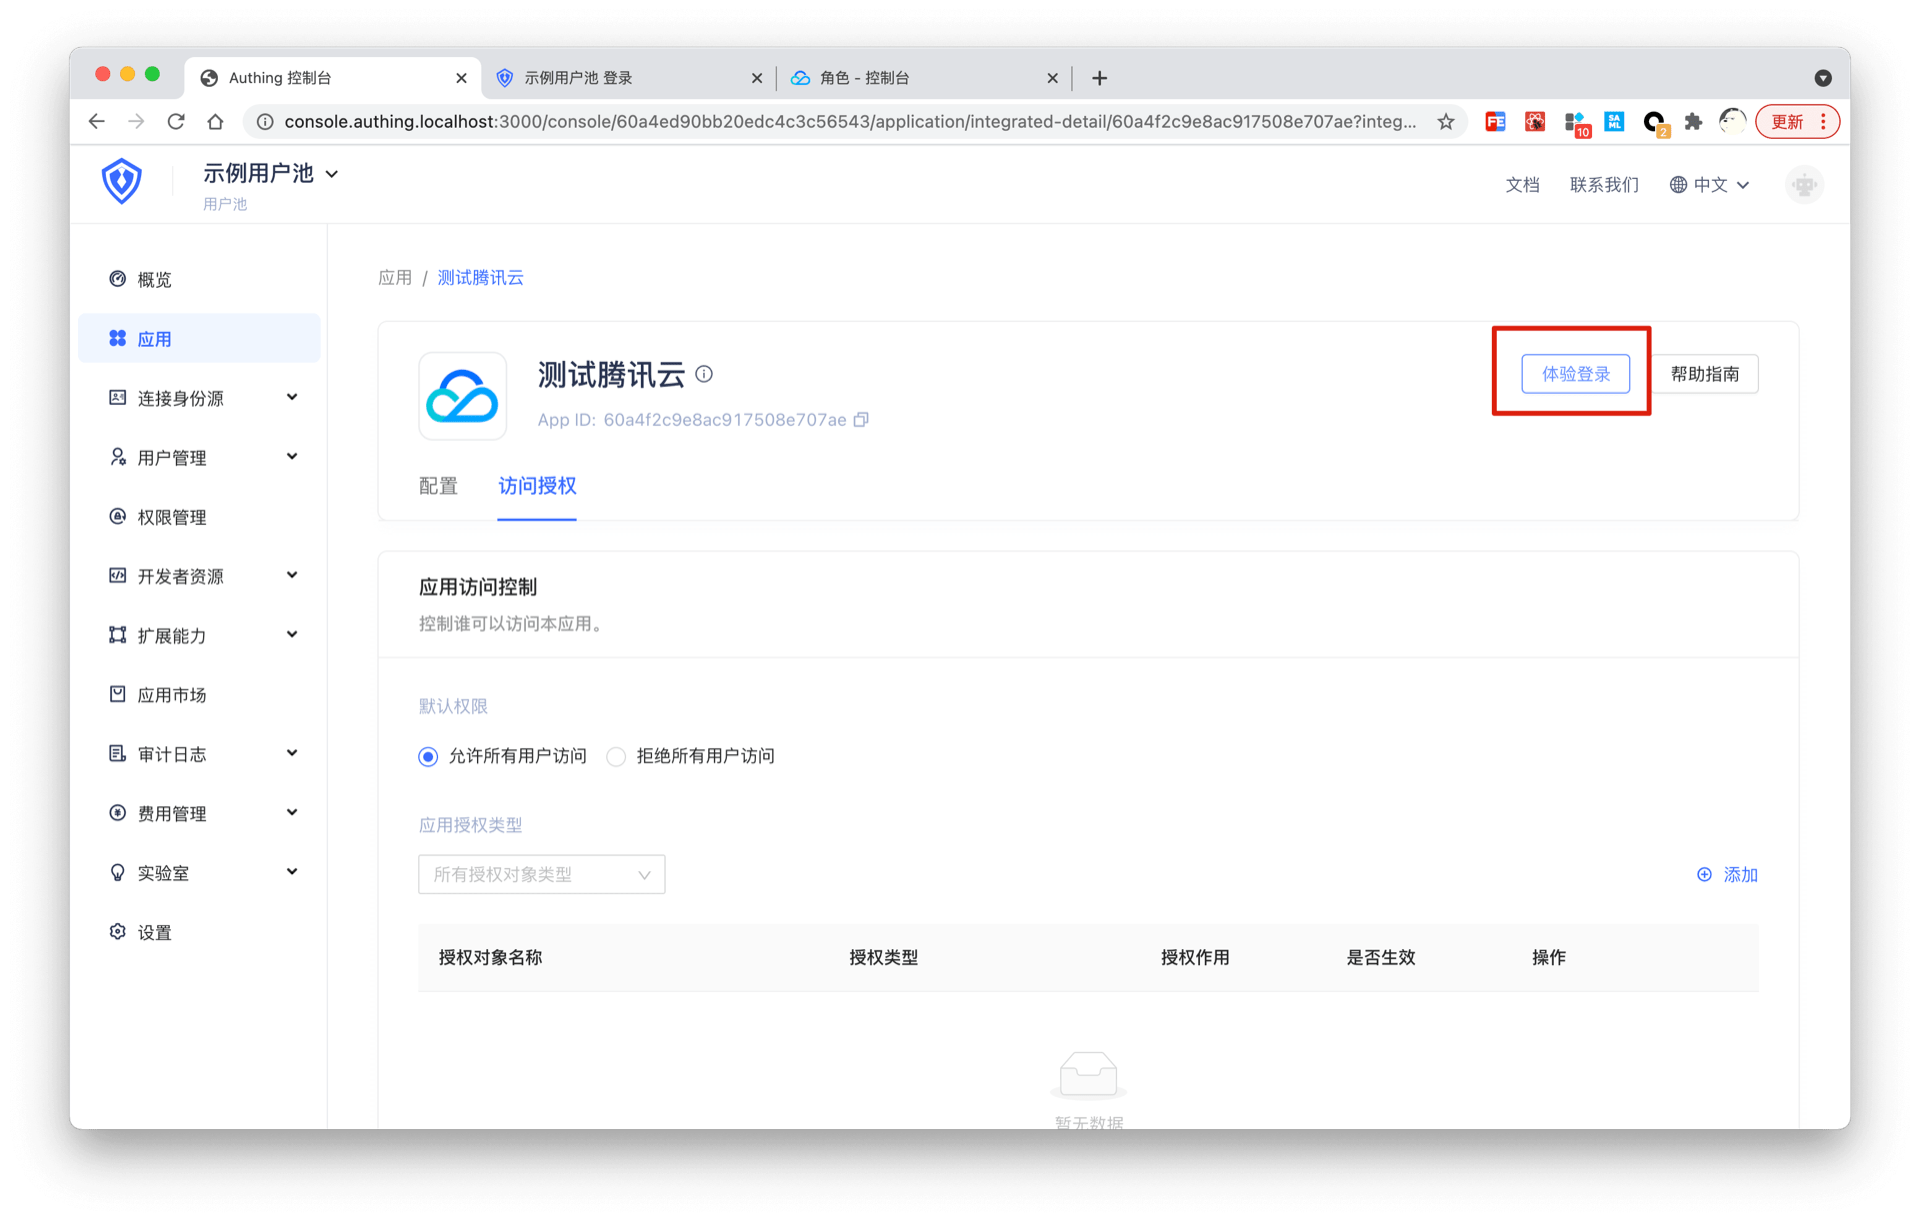 Authing 控制台
示例用户池 登录
角色 - 控制台
console.authing.localhost:3000/console/60a4ed90bb20edc4c3c56543/application/integrated-detail/60a4f2c9e8ac917508e707ae?integ...
FE
10
SA
ML
2
更新
示例用户池
用户池
文档
联系我们
中文
概览
应用
连接身份源
用户管理
权限管理
开发者资源
扩展能力
应用市场
审计日志
费用管理
实验室
设置
应用 / 测试腾讯云
测试腾讯云
App ID: 60a4f2c9e8ac917508e707ae
体验登录
帮助指南
配置
访问授权
应用访问控制
控制谁可以访问本应用。
默认权限
允许所有用户访问
拒绝所有用户访问
应用授权类型
所有授权对象类型
添加
授权对象名称
授权类型
授权作用
是否生效
操作
暂无数据